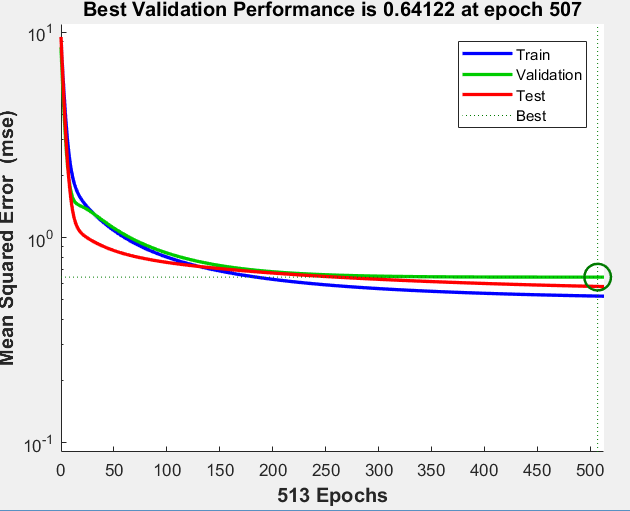 Best Validation Performance is 0.64122 at epoch 507
Mean Squared Error (mse)
10^1
10^0
10^-1
Train
Validation
Test
Best
0 50 100 150 200 250 300 350 400 450 500
513 Epochs